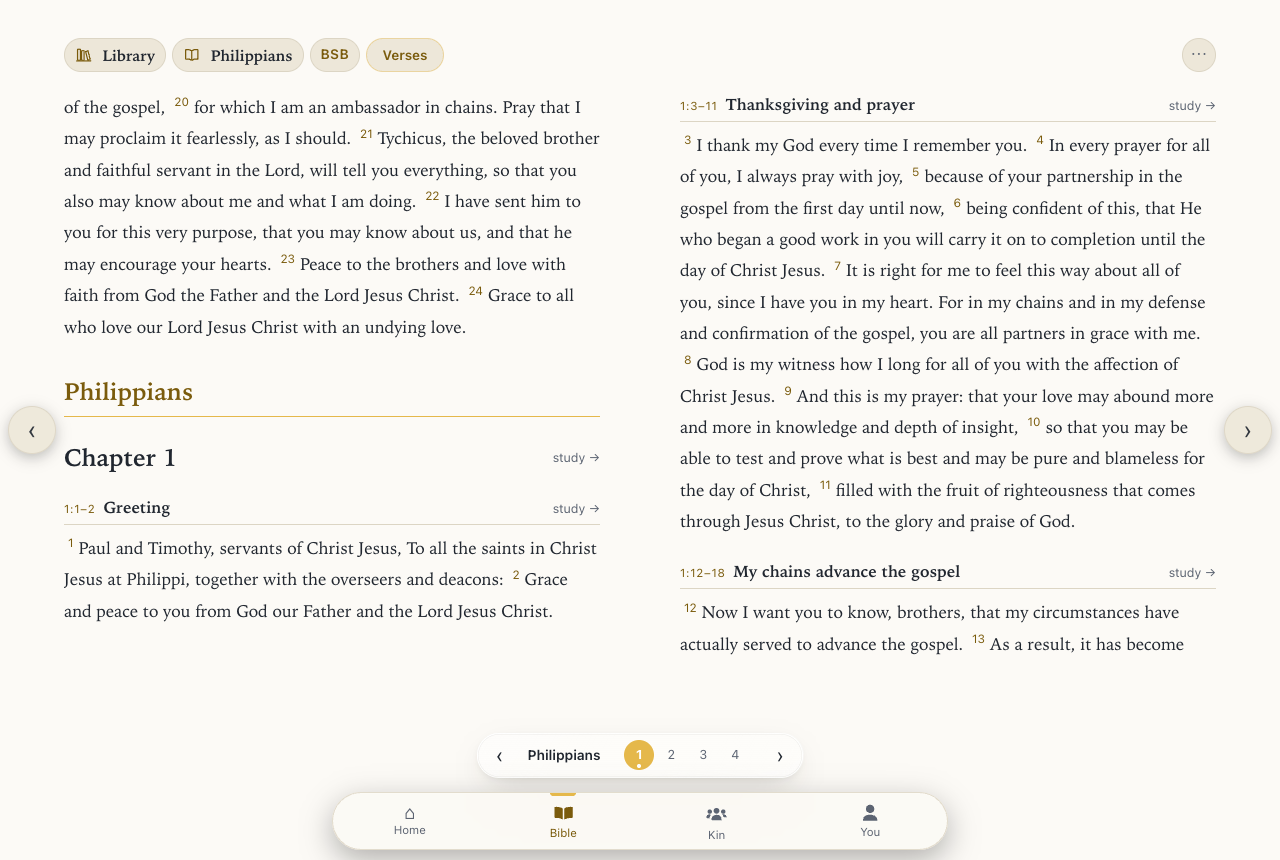 Library Philippians BSB Verses ...
of the gospel, 20 for which I am an ambassador in chains. Pray that I
may proclaim it fearlessly, as I should. 21 Tychicus, the beloved brother
and faithful servant in the Lord, will tell you everything, so that you
also may know about me and what I am doing. 22 I have sent him to
you for this very purpose, that you may know about us, and that he
may encourage your hearts. 23 Peace to the brothers and love with
faith from God the Father and the Lord Jesus Christ. 24 Grace to all
who love our Lord Jesus Christ with an undying love.
Philippians
Chapter 1 study →
1:1–2 Greeting study →
1 Paul and Timothy, servants of Christ Jesus, To all the saints in Christ
Jesus at Philippi, together with the overseers and deacons: 2 Grace
and peace to you from God our Father and the Lord Jesus Christ.
1:3–11 Thanksgiving and prayer study →
3 I thank my God every time I remember you. 4 In every prayer for all
of you, I always pray with joy, 5 because of your partnership in the
gospel from the first day until now, 6 being confident of this, that He
who began a good work in you will carry it on to completion until the
day of Christ Jesus. 7 It is right for me to feel this way about all of
you, since I have you in my heart. For in my chains and in my defense
and confirmation of the gospel, you are all partners in grace with me.
8 God is my witness how I long for all of you with the affection of
Christ Jesus. 9 And this is my prayer: that your love may abound more
and more in knowledge and depth of insight, 10 so that you may be
able to test and prove what is best and may be pure and blameless for
the day of Christ, 11 filled with the fruit of righteousness that comes
through Jesus Christ, to the glory and praise of God.
1:12–18 My chains advance the gospel study →
12 Now I want you to know, brothers, that my circumstances have
actually served to advance the gospel. 13 As a result, it has become
‹ ›
‹ Philippians 1 2 3 4 ›
Home Bible Kin You